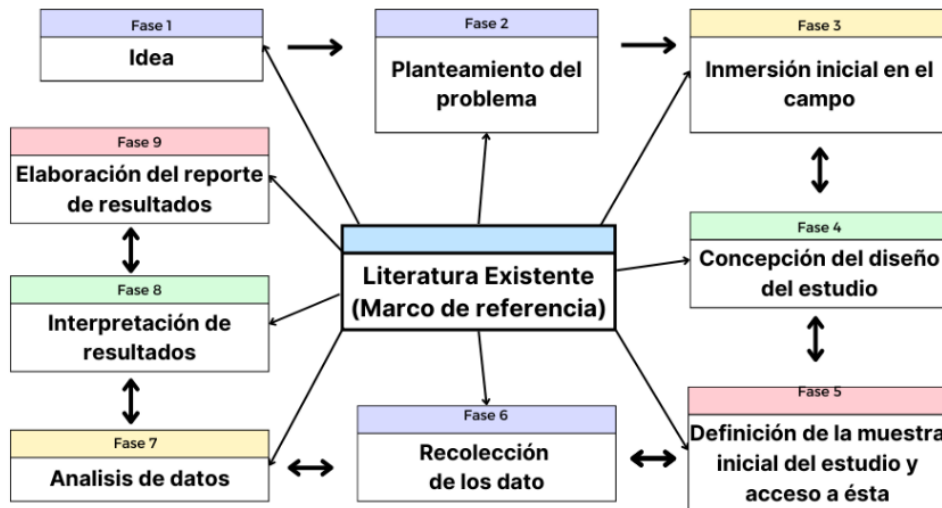 Fase 1
Idea
Fase 2
Planteamiento del
problema
Fase 3
Inmersión inicial en el
campo
Fase 9
Elaboración del reporte
de resultados
Literatura Existente
(Marco de referencia)
Fase 4
Concepción del diseño
del estudio
Fase 8
Interpretación de
resultados
Fase 5
Definición de la muestra
inicial del estudio y
acceso a ésta
Fase 6
Recolección
de los dato
Fase 7
Analisis de datos